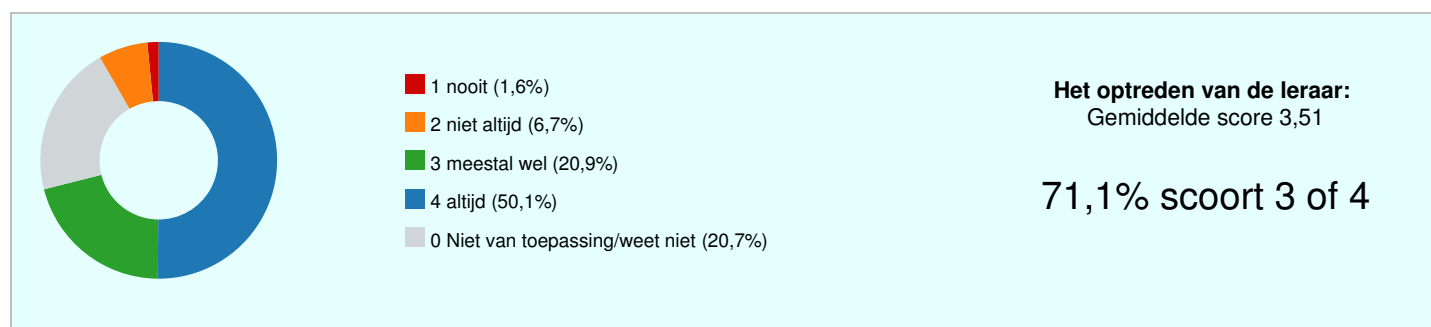 1 nooit (1,6%)
2 niet altijd (6,7%)
3 meestal wel (20,9%)
4 altijd (50,1%)
0 Niet van toepassing/weet niet (20,7%)
Het optreden van de leraar:
Gemiddelde score 3,51
71,1% scoort 3 of 4